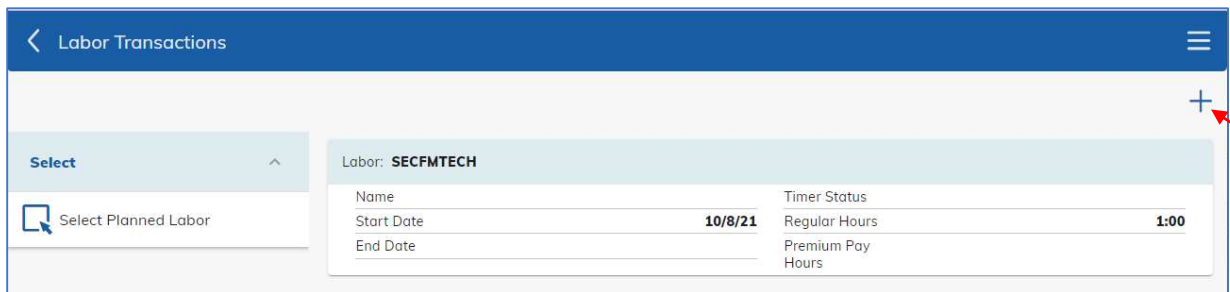 Labor Transactions
Select
Select Planned Labor
Labor: SECFMTECH
Name
Start Date 10/8/21
End Date
Timer Status
Regular Hours 1:00
Premium Pay
Hours